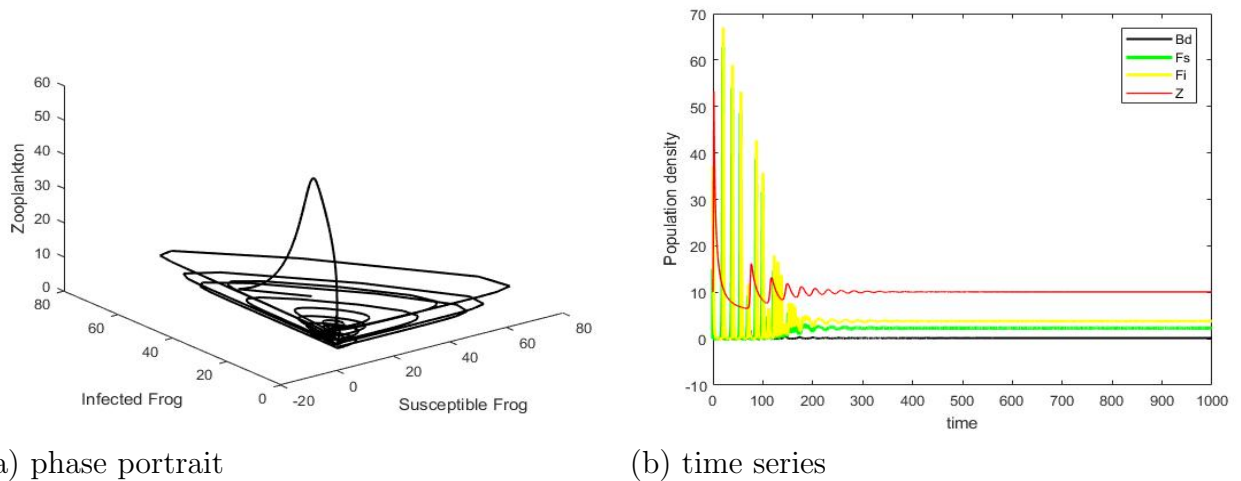 60
50
40
30
20
10
0
Zooplankton
80
60
40
20
0
Infected Frog
-20
0
20
40
60
80
Susceptible Frog
70
60
50
40
30
20
10
0
-10
Population density
Bd
Fs
Fi
Z
0 100 200 300 400 500 600 700 800 900 1000
time
a) phase portrait
(b) time series